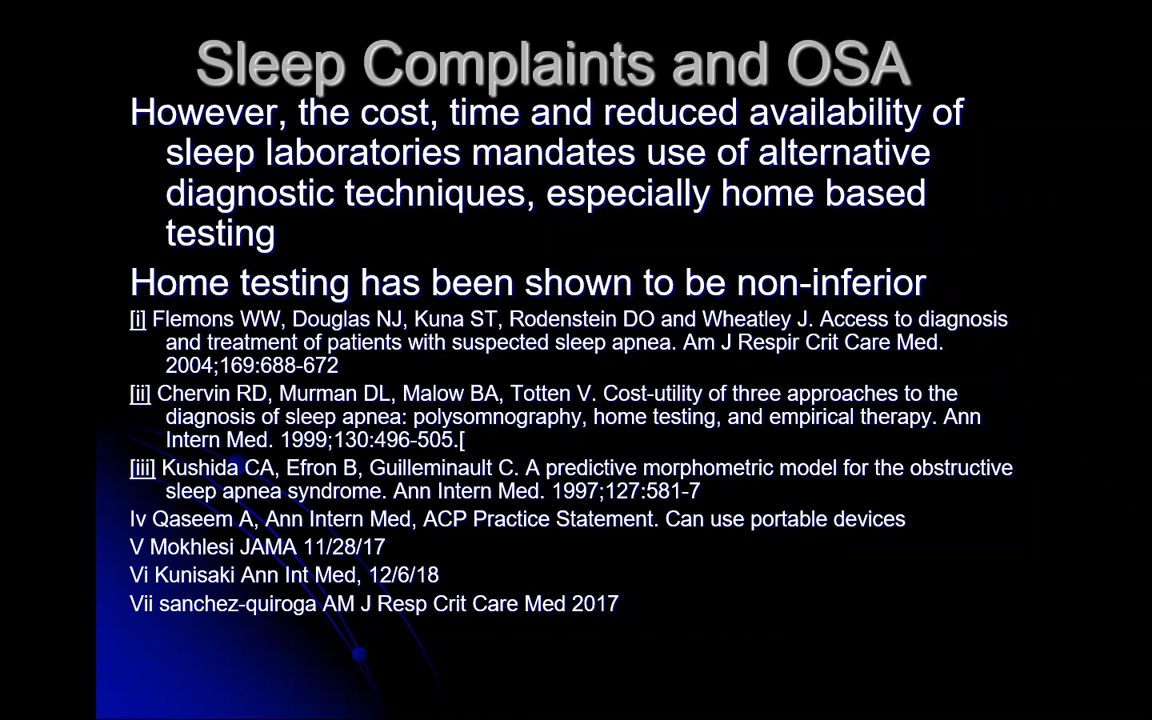 Sleep Complaints and OSA
However, the cost, time and reduced availability of
sleep laboratories mandates use of alternative
diagnostic techniques, especially home based
testing
Home testing has been shown to be non-inferior
[i] Flemons WW, Douglas NJ, Kuna ST, Rodenstein DO and Wheatley J. Access to diagnosis
and treatment of patients with suspected sleep apnea. Am J Respir Crit Care Med.
2004;169:688-672
[ii] Chervin RD, Murman DL, Malow BA, Totten V. Cost-utility of three approaches to the
diagnosis of sleep apnea: polysomnography, home testing, and empirical therapy. Ann
Intern Med. 1999;130:496-505.[
[iii] Kushida CA, Efron B, Guilleminault C. A predictive morphometric model for the obstructive
sleep apnea syndrome. Ann Intern Med. 1997;127:581-7
Iv Qaseem A, Ann Intern Med, ACP Practice Statement. Can use portable devices
V Mokhlesi JAMA 11/28/17
Vi Kunisaki Ann Int Med, 12/6/18
Vii sanchez-quiroga AM J Resp Crit Care Med 2017